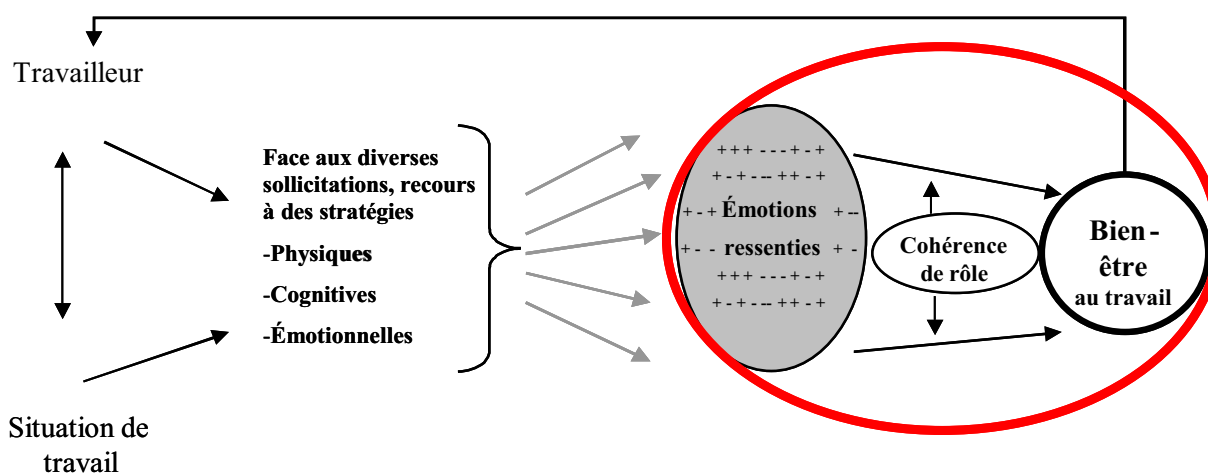 Travailleur
Face aux diverses
sollicitations, recours
à des stratégies
-Physiques
-Cognitives
-Émotionnelles
Situation de
travail
+ + + - - - + - +
+ - + - -- + + - +
+ - + Émotions + --
+ - - ressenties + -
+ + + - - - + - +
+ - + - -- + + - +
Cohérence
de rôle
Bien -
être
au travail